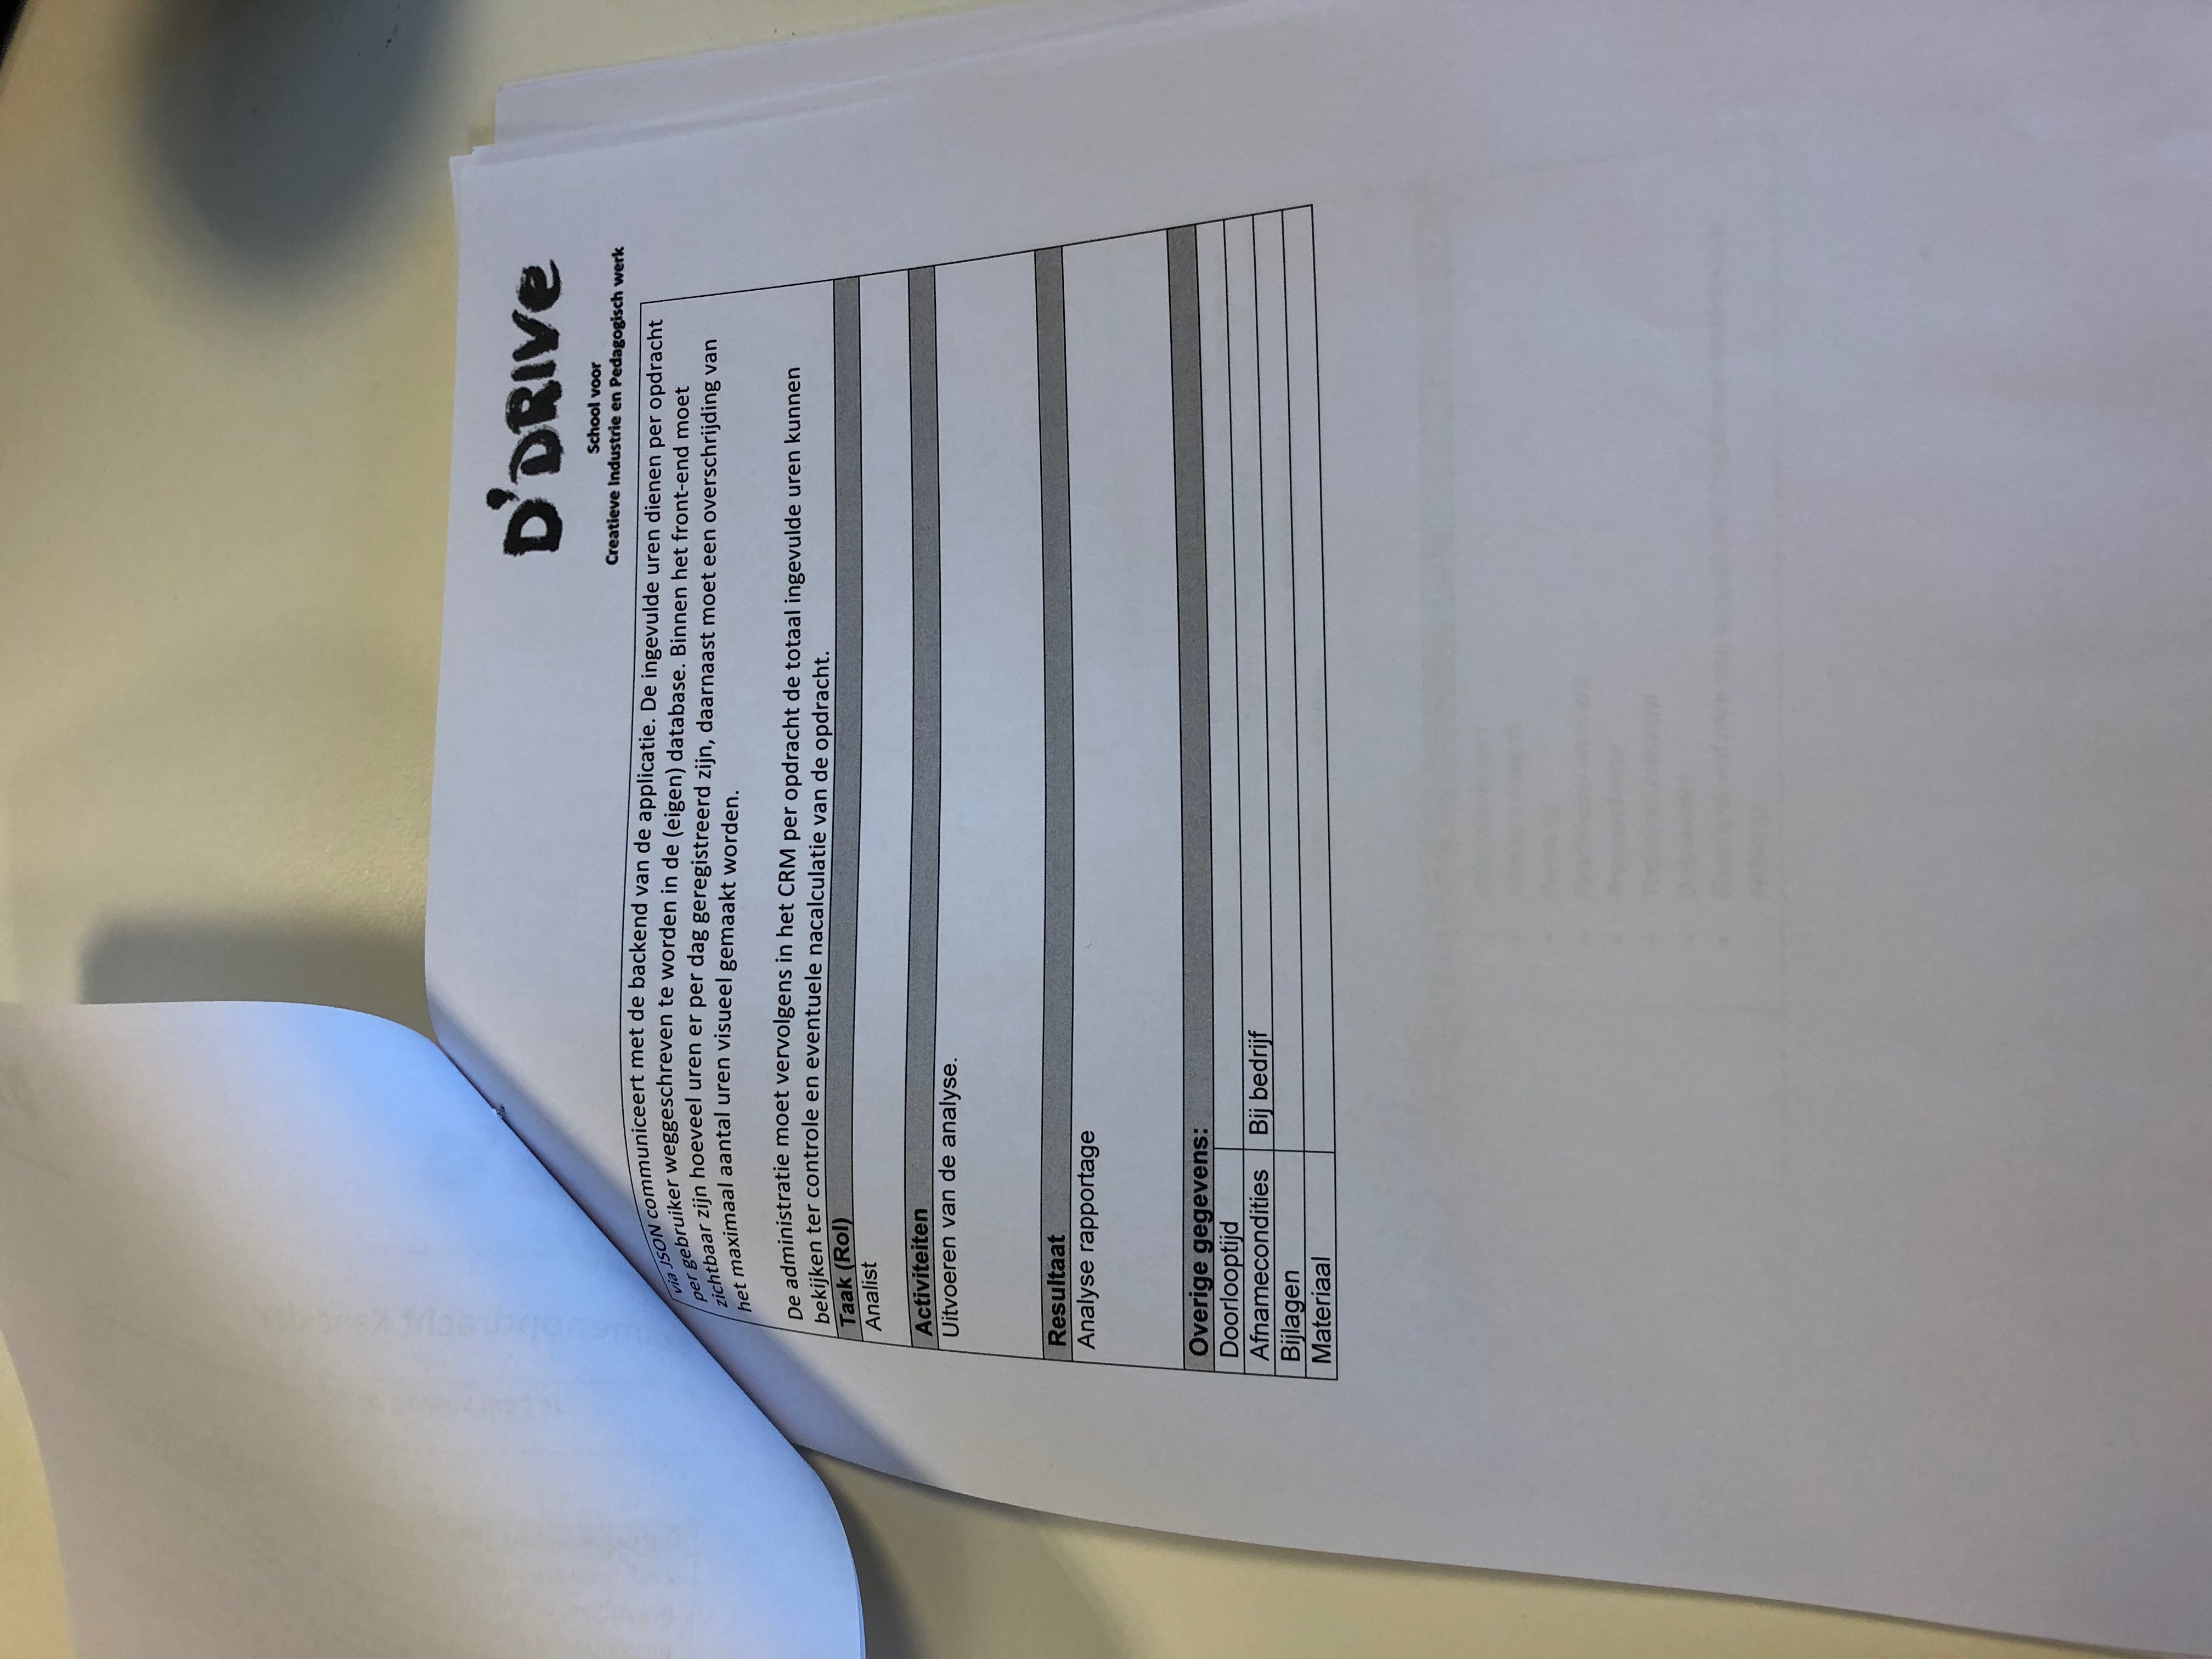 D'DRIVE
School voor
Creatieve Industrie en Pedagogisch werk
via JSON communiceert met de backend van de applicatie. De ingevulde uren dienen per opdracht
per gebruiker weggeschreven te worden in de (eigen) database. Binnen het front-end moet
zichtbaar zijn hoeveel uren er per dag geregistreerd zijn, daarnaast moet een overschrijding van
het maximaal aantal uren visueel gemaakt worden.
De administratie moet vervolgens in het CRM per opdracht de totaal ingevulde uren kunnen
bekijken ter controle en eventuele nacalculatie van de opdracht.
Taak (Rol)
Analist
Activiteiten
Uitvoeren van de analyse.
Resultaat
Analyse rapportage
Overige gegevens:
Doorlooptijd
Afnamecondities Bij bedrijf
Bijlagen
Materiaal